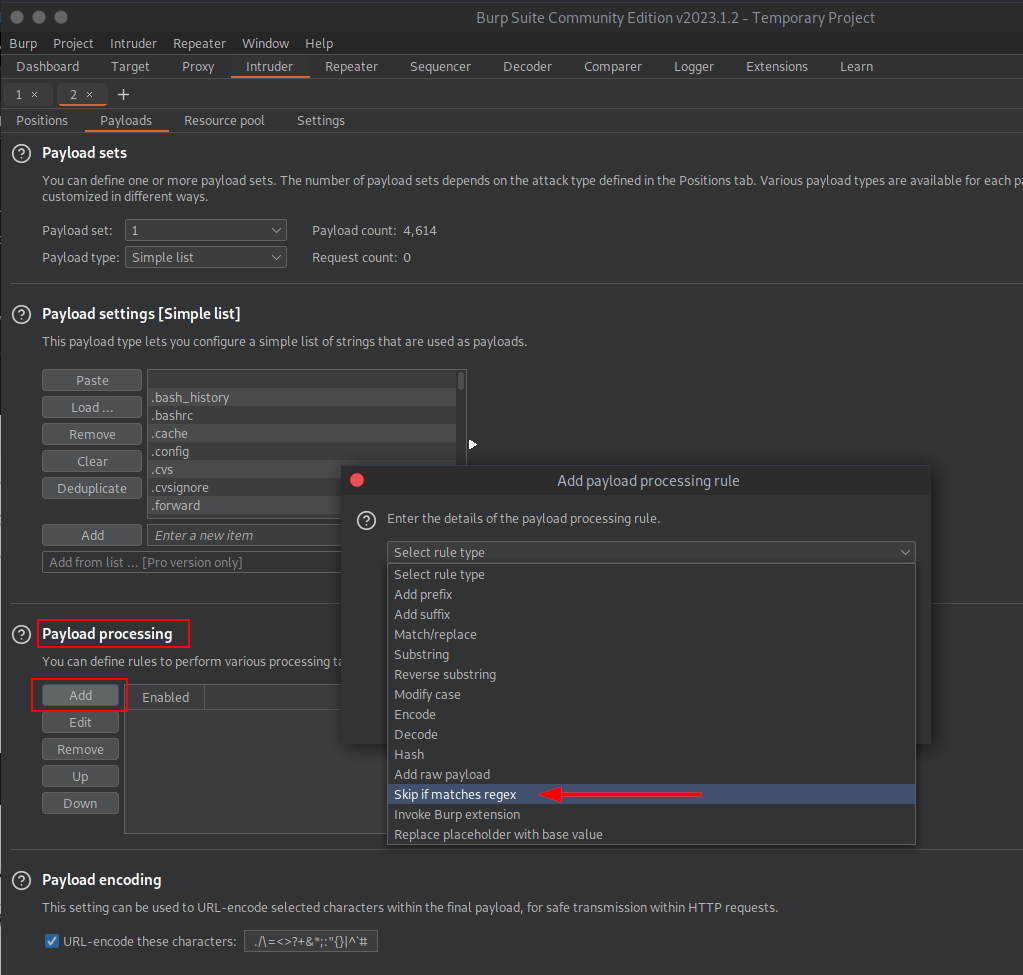 Burp Suite Community Edition v2023.1.2 - Temporary Project
Burp Project Intruder Repeater Window Help
Dashboard Target Proxy Intruder Repeater Sequencer Decoder Comparer Logger Extensions Learn
1 × 2 × +
Positions Payloads Resource pool Settings
? Payload sets
You can define one or more payload sets. The number of payload sets depends on the attack type defined in the Positions tab. Various payload types are available for each pa
customized in different ways.
Payload set: 1 Payload count: 4,614
Payload type: Simple list Request count: 0
? Payload settings [Simple list]
This payload type lets you configure a simple list of strings that are used as payloads.
Paste
Load ...
Remove
Clear
Deduplicate
.bash_history
.bashrc
.cache
.config
.cvs
.cvsignore
.forward
Add Enter a new item
Add from list ... [Pro version only]
? Payload processing
You can define rules to perform various processing ta
Add
Edit
Remove
Up
Down
Enabled
Add payload processing rule
? Enter the details of the payload processing rule.
Select rule type
Select rule type
Add prefix
Add suffix
Match/replace
Substring
Reverse substring
Modify case
Encode
Decode
Hash
Add raw payload
Skip if matches regex
Invoke Burp extension
Replace placeholder with base value
? Payload encoding
This setting can be used to URL-encode selected characters within the final payload, for safe transmission within HTTP requests.
URL-encode these characters: ./\=<>?+&*;:"{}|^`#